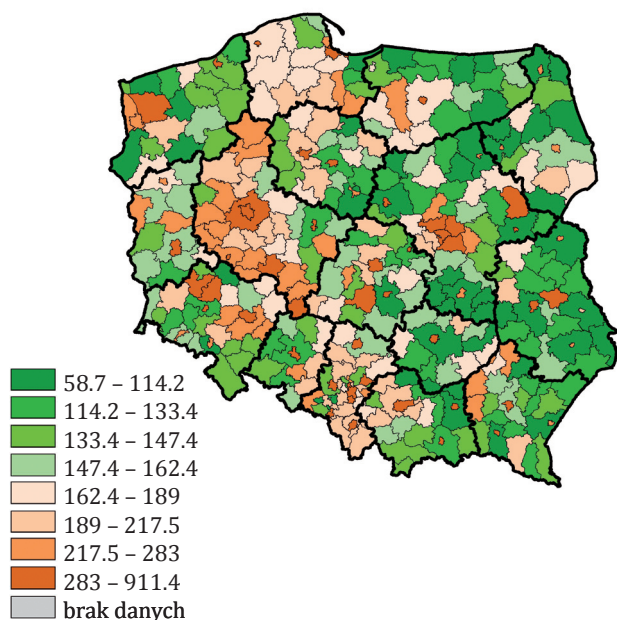 58.7 – 114.2
114.2 – 133.4
133.4 – 147.4
147.4 – 162.4
162.4 – 189
189 – 217.5
217.5 – 283
283 – 911.4
brak danych